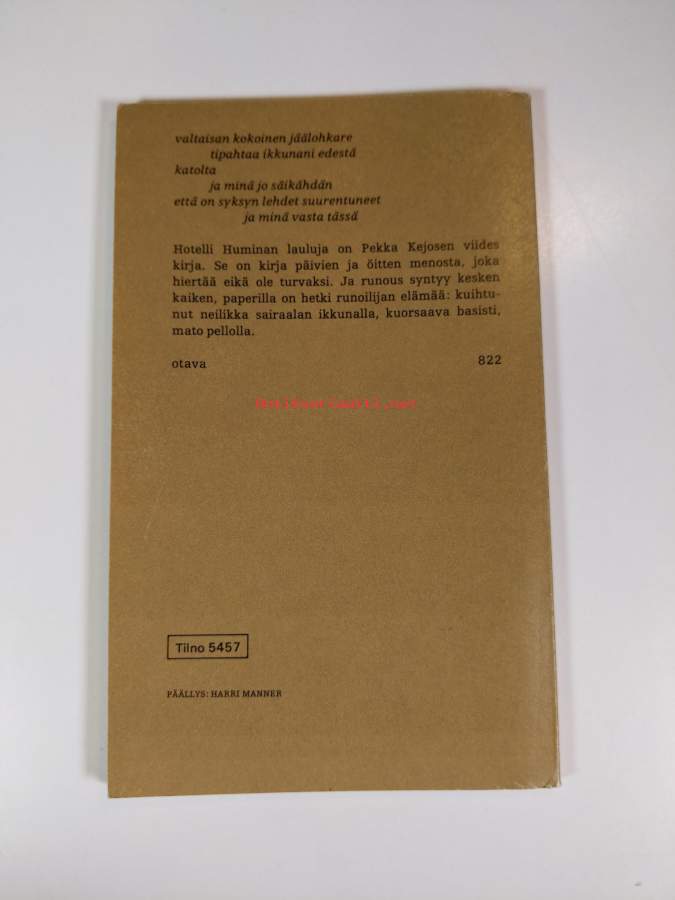 valtaisan kokoinen jäälohkare
tipahtaa ikkunani edestä
katolta
ja minä jo säikähdän
että on syksyn lehdet suurentuneet
ja minä vasta tässä
Hotelli Huminan lauluja on Pekka Kejosen viides
kirja. Se on kirja päivien ja öitten menosta, joka
hiertää eikä ole turvaksi. Ja runous syntyy kesken
kaiken, paperilla on hetki runoilijan elämää: kuihtu-
nut neilikka sairaalan ikkunalla, kuorsaava basisti,
mato pellolla.
otava 822
Tilno 5457
PÄÄLLYS: HARRI MANNER